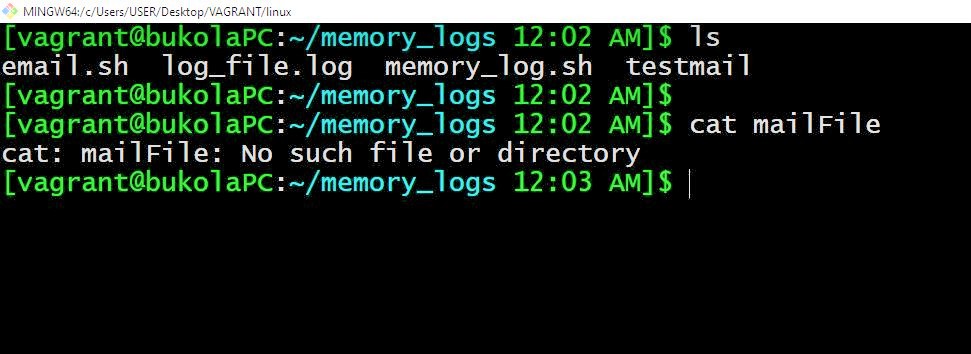 MINGW64:/c/Users/USER/Desktop/VAGRANT/linux
[vagrant@bukolaPC:~/memory_logs 12:02 AM]$ ls
email.sh  log_file.log  memory_log.sh  testmail
[vagrant@bukolaPC:~/memory_logs 12:02 AM]$
[vagrant@bukolaPC:~/memory_logs 12:02 AM]$ cat mailFile
cat: mailFile: No such file or directory
[vagrant@bukolaPC:~/memory_logs 12:03 AM]$